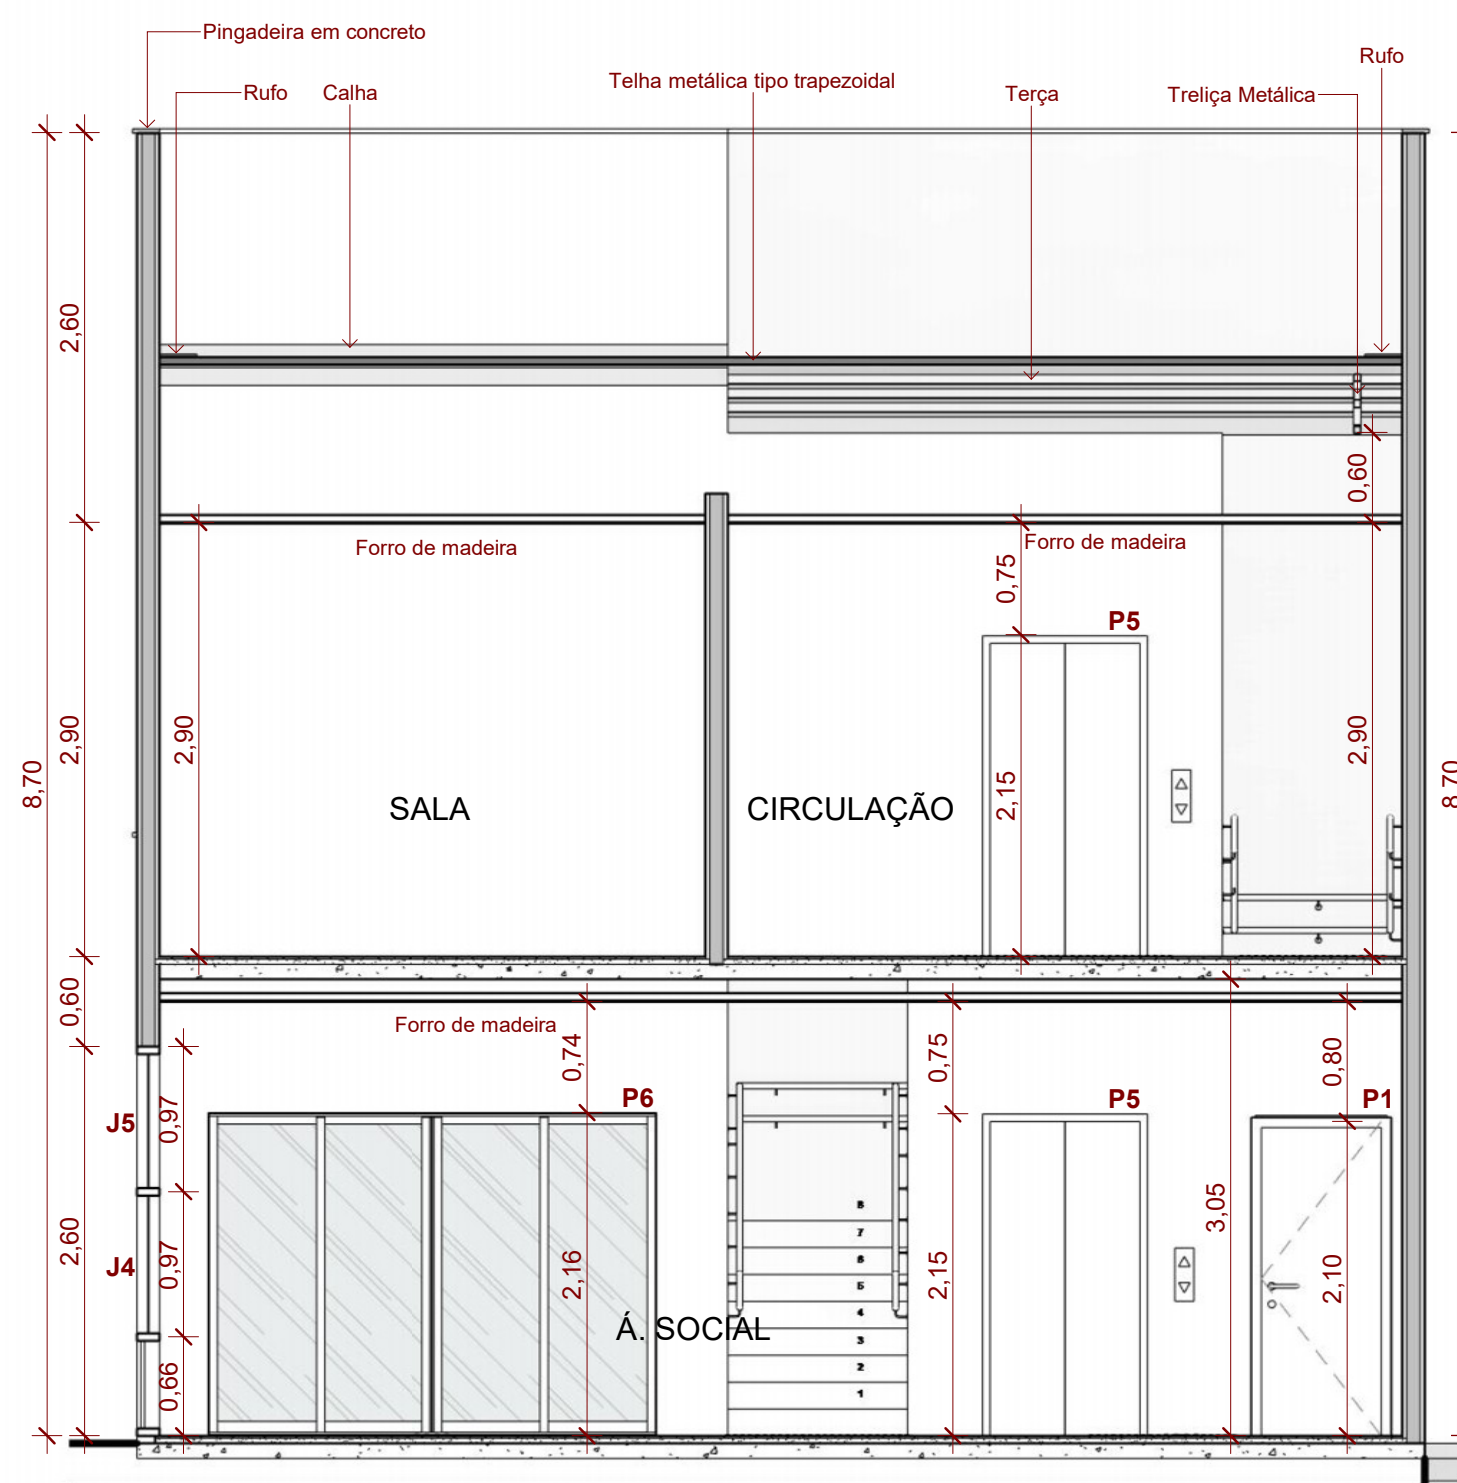 Pingadeira em concreto
Rufo
Calha
Telha metálica tipo trapezoidal
Terça
Treliça Metálica
Rufo
2,60
0,60
Forro de madeira
Forro de madeira
0,75
P5
8,70
2,90
2,90
2,15
2,90
8,70
SALA
CIRCULAÇÃO
0,60
Forro de madeira
0,74
0,75
0,80
P6
P5
P1
J5
0,97
2,60
J4
0,97
2,16
2,15
3,05
2,10
0,66
Á. SOCIAL
8
7
6
5
4
3
2
1